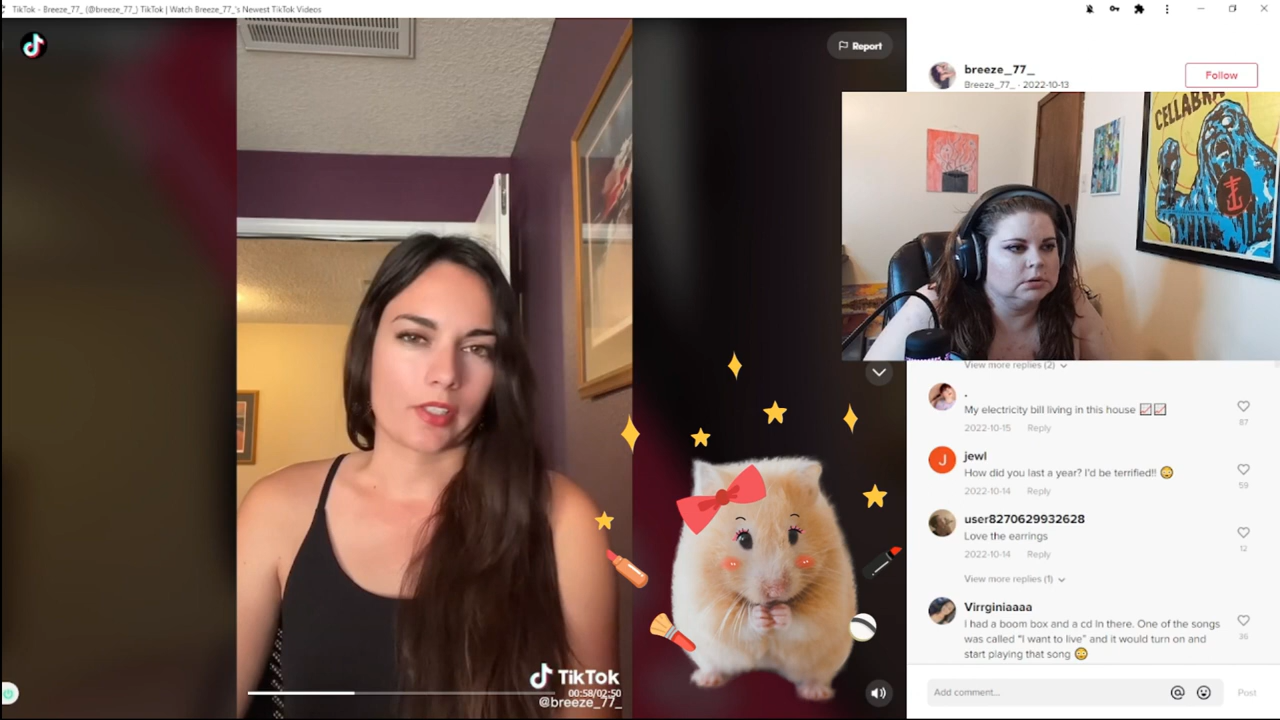 TikTok - Breeze_77_ (@breeze_77_) TikTok | Watch Breeze_77_'s Newest TikTok Videos
Report
breeze_77_
Breeze_77_ · 2022-10-13
Follow
CELLABRA
View more replies (2)
.
My electricity bill living in this house 📈📈
87
2022-10-15 Reply
J
jewl
How did you last a year? I'd be terrified!! 😳
59
2022-10-14 Reply
user8270629932628
Love the earrings
12
2022-10-14 Reply
View more replies (1)
Virrginiaaaa
I had a boom box and a cd In there. One of the songs
was called "I want to live" and it would turn on and
start playing that song 😳
36
TikTok
00:58/02:50
@breeze_77_
Add comment...
Post